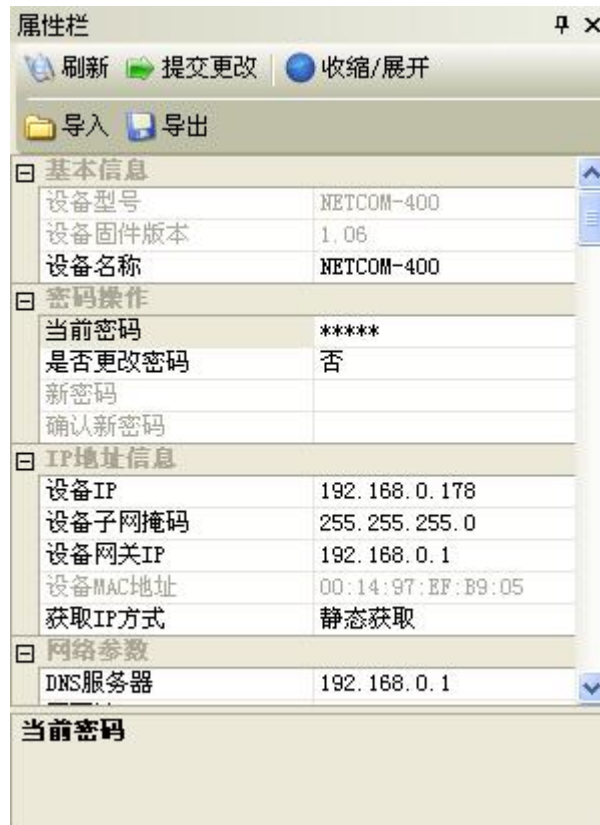 属性栏
刷新 提交更改 收缩/展开
导入 导出
基本信息
设备型号 NETCOM-400
设备固件版本 1.06
设备名称 NETCOM-400
密码操作
当前密码 *****
是否更改密码 否
新密码
确认新密码
IP地址信息
设备IP 192.168.0.178
设备子网掩码 255.255.255.0
设备网关IP 192.168.0.1
设备MAC地址 00:14:97:EF:B9:05
获取IP方式 静态获取
网络参数
DNS服务器 192.168.0.1
当前密码